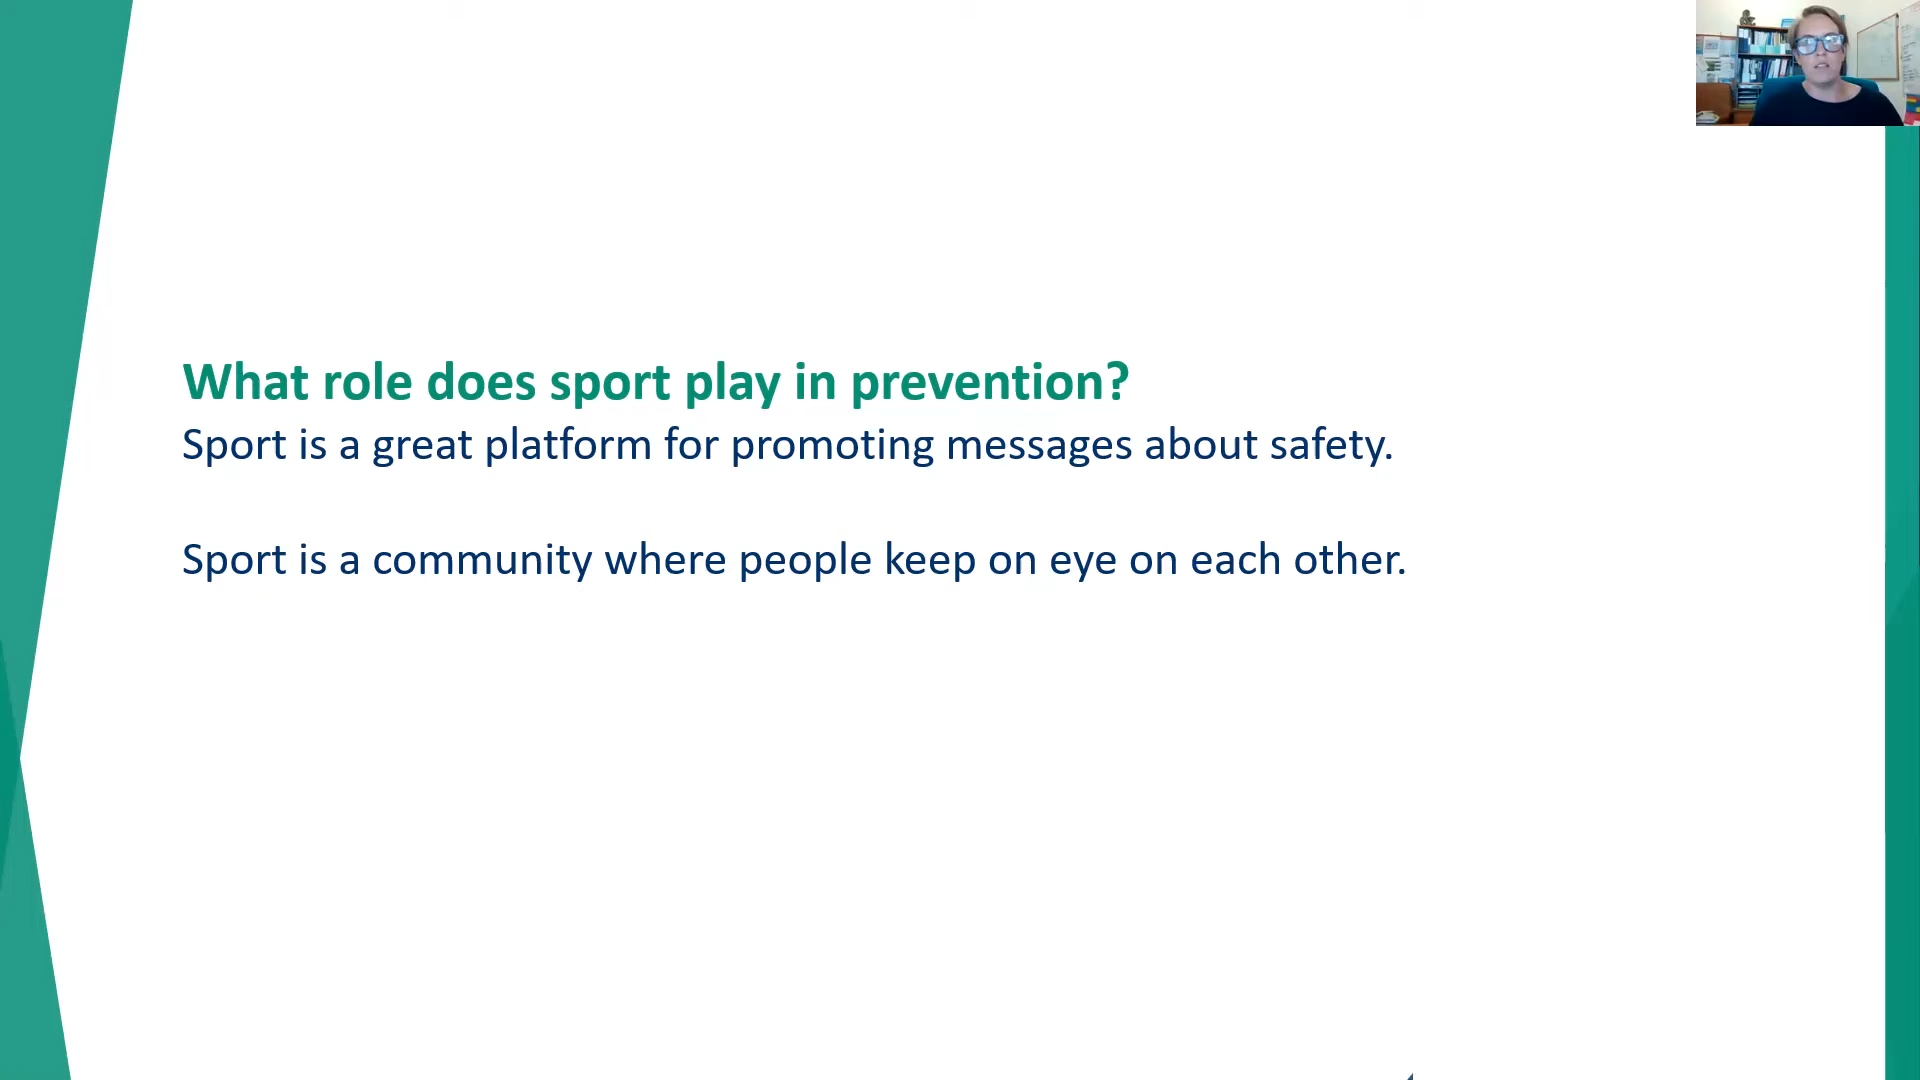 What role does sport play in prevention?
Sport is a great platform for promoting messages about safety.
Sport is a community where people keep on eye on each other.